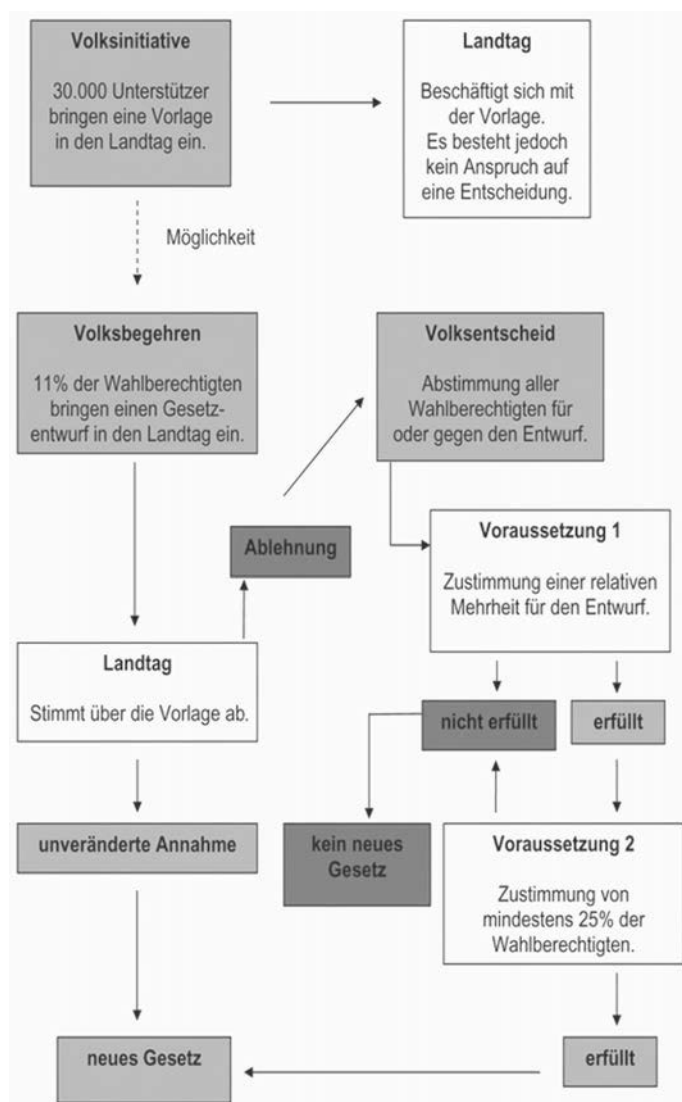 Volksinitiative
30.000 Unterstützer
bringen eine Vorlage
in den Landtag ein.
Landtag
Beschäftigt sich mit
der Vorlage.
Es besteht jedoch
kein Anspruch auf
eine Entscheidung.
Möglichkeit
Volksbegehren
11% der Wahlberechtigten
bringen einen Gesetz-
entwurf in den Landtag ein.
Volksentscheid
Abstimmung aller
Wahlberechtigten für
oder gegen den Entwurf.
Ablehnung
Voraussetzung 1
Zustimmung einer relativen
Mehrheit für den Entwurf.
Landtag
Stimmt über die Vorlage ab.
nicht erfüllt
erfüllt
unveränderte Annahme
kein neues
Gesetz
Voraussetzung 2
Zustimmung von
mindestens 25% der
Wahlberechtigten.
neues Gesetz
erfüllt